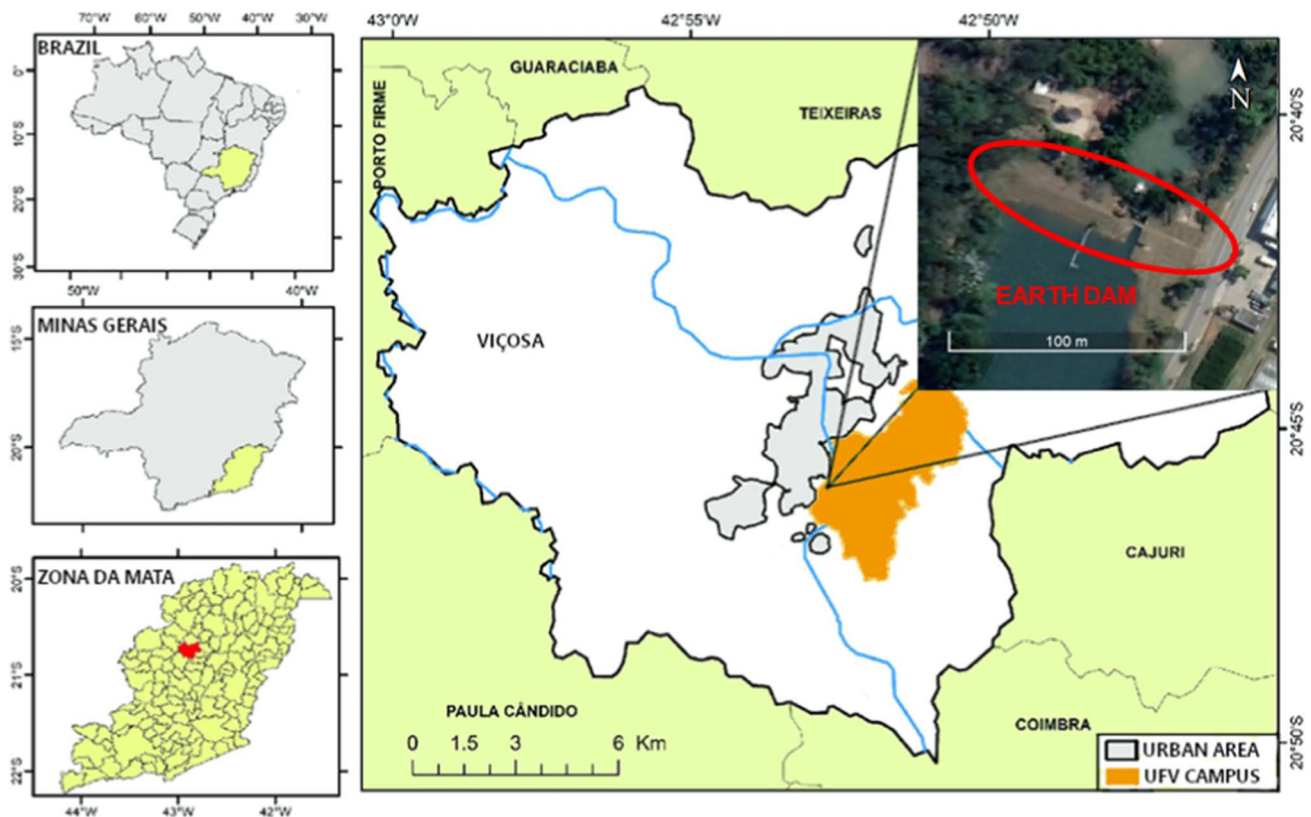 70°W 60°W 50°W 40°W 30°W
BRAZIL
0°
10°S
20°S
30°S
50°W 40°W
MINAS GERAIS
15°S
20°S
ZONA DA MATA
20°S
21°S
22°S
44°W 43°W 42°W
43°0'W 42°55'W 42°50'W
GUARACIABA
PORTO FIRME
TEIXEIRAS
VIÇOSA
N
EARTH DAM
100 m
20°40'S
20°45'S
20°50'S
CAJURI
PAULA CÂNDIDO
COIMBRA
0 1.5 3 6 Km
URBAN AREA
UFV CAMPUS